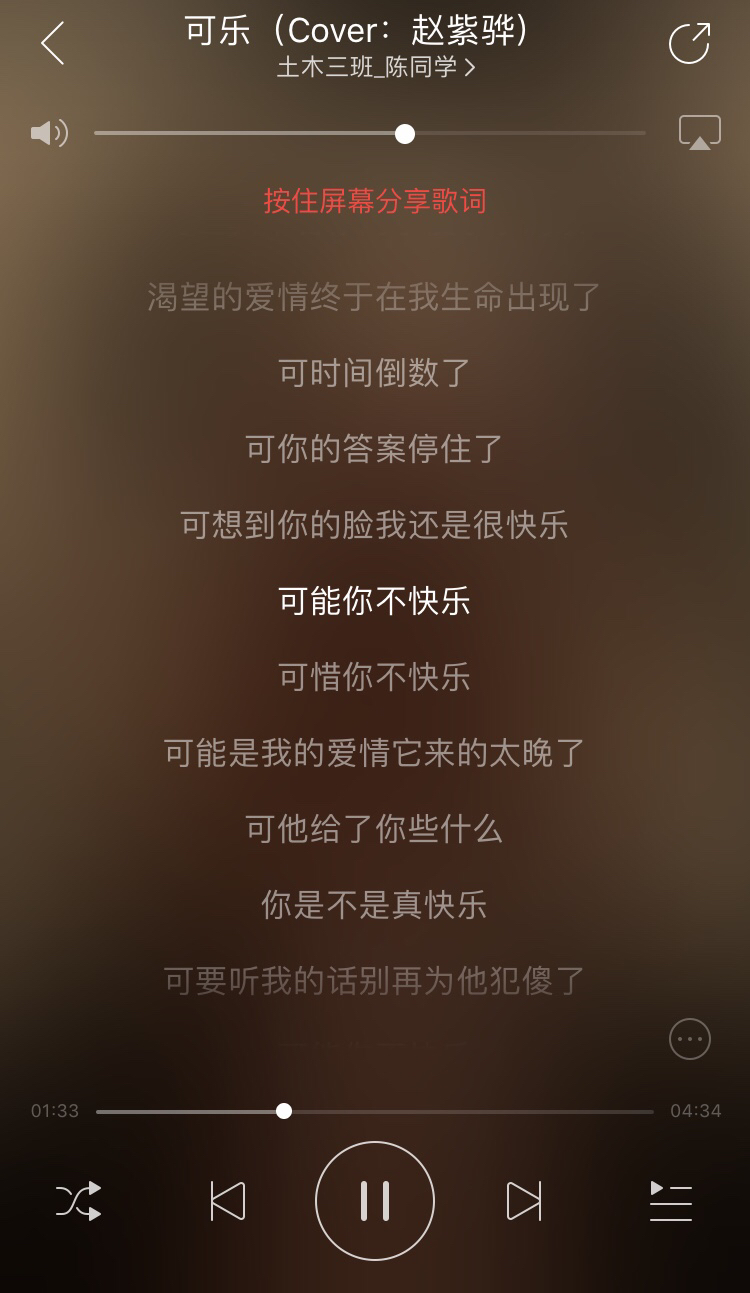 可乐（Cover：赵紫骅）
土木三班_陈同学
按住屏幕分享歌词
渴望的爱情终于在我生命出现了
可时间倒数了
可你的答案停住了
可想到你的脸我还是很快乐
可能你不快乐
可惜你不快乐
可能是我的爱情它来的太晚了
可他给了你些什么
你是不是真快乐
可要听我的话别再为他犯傻了
01:33
04:34